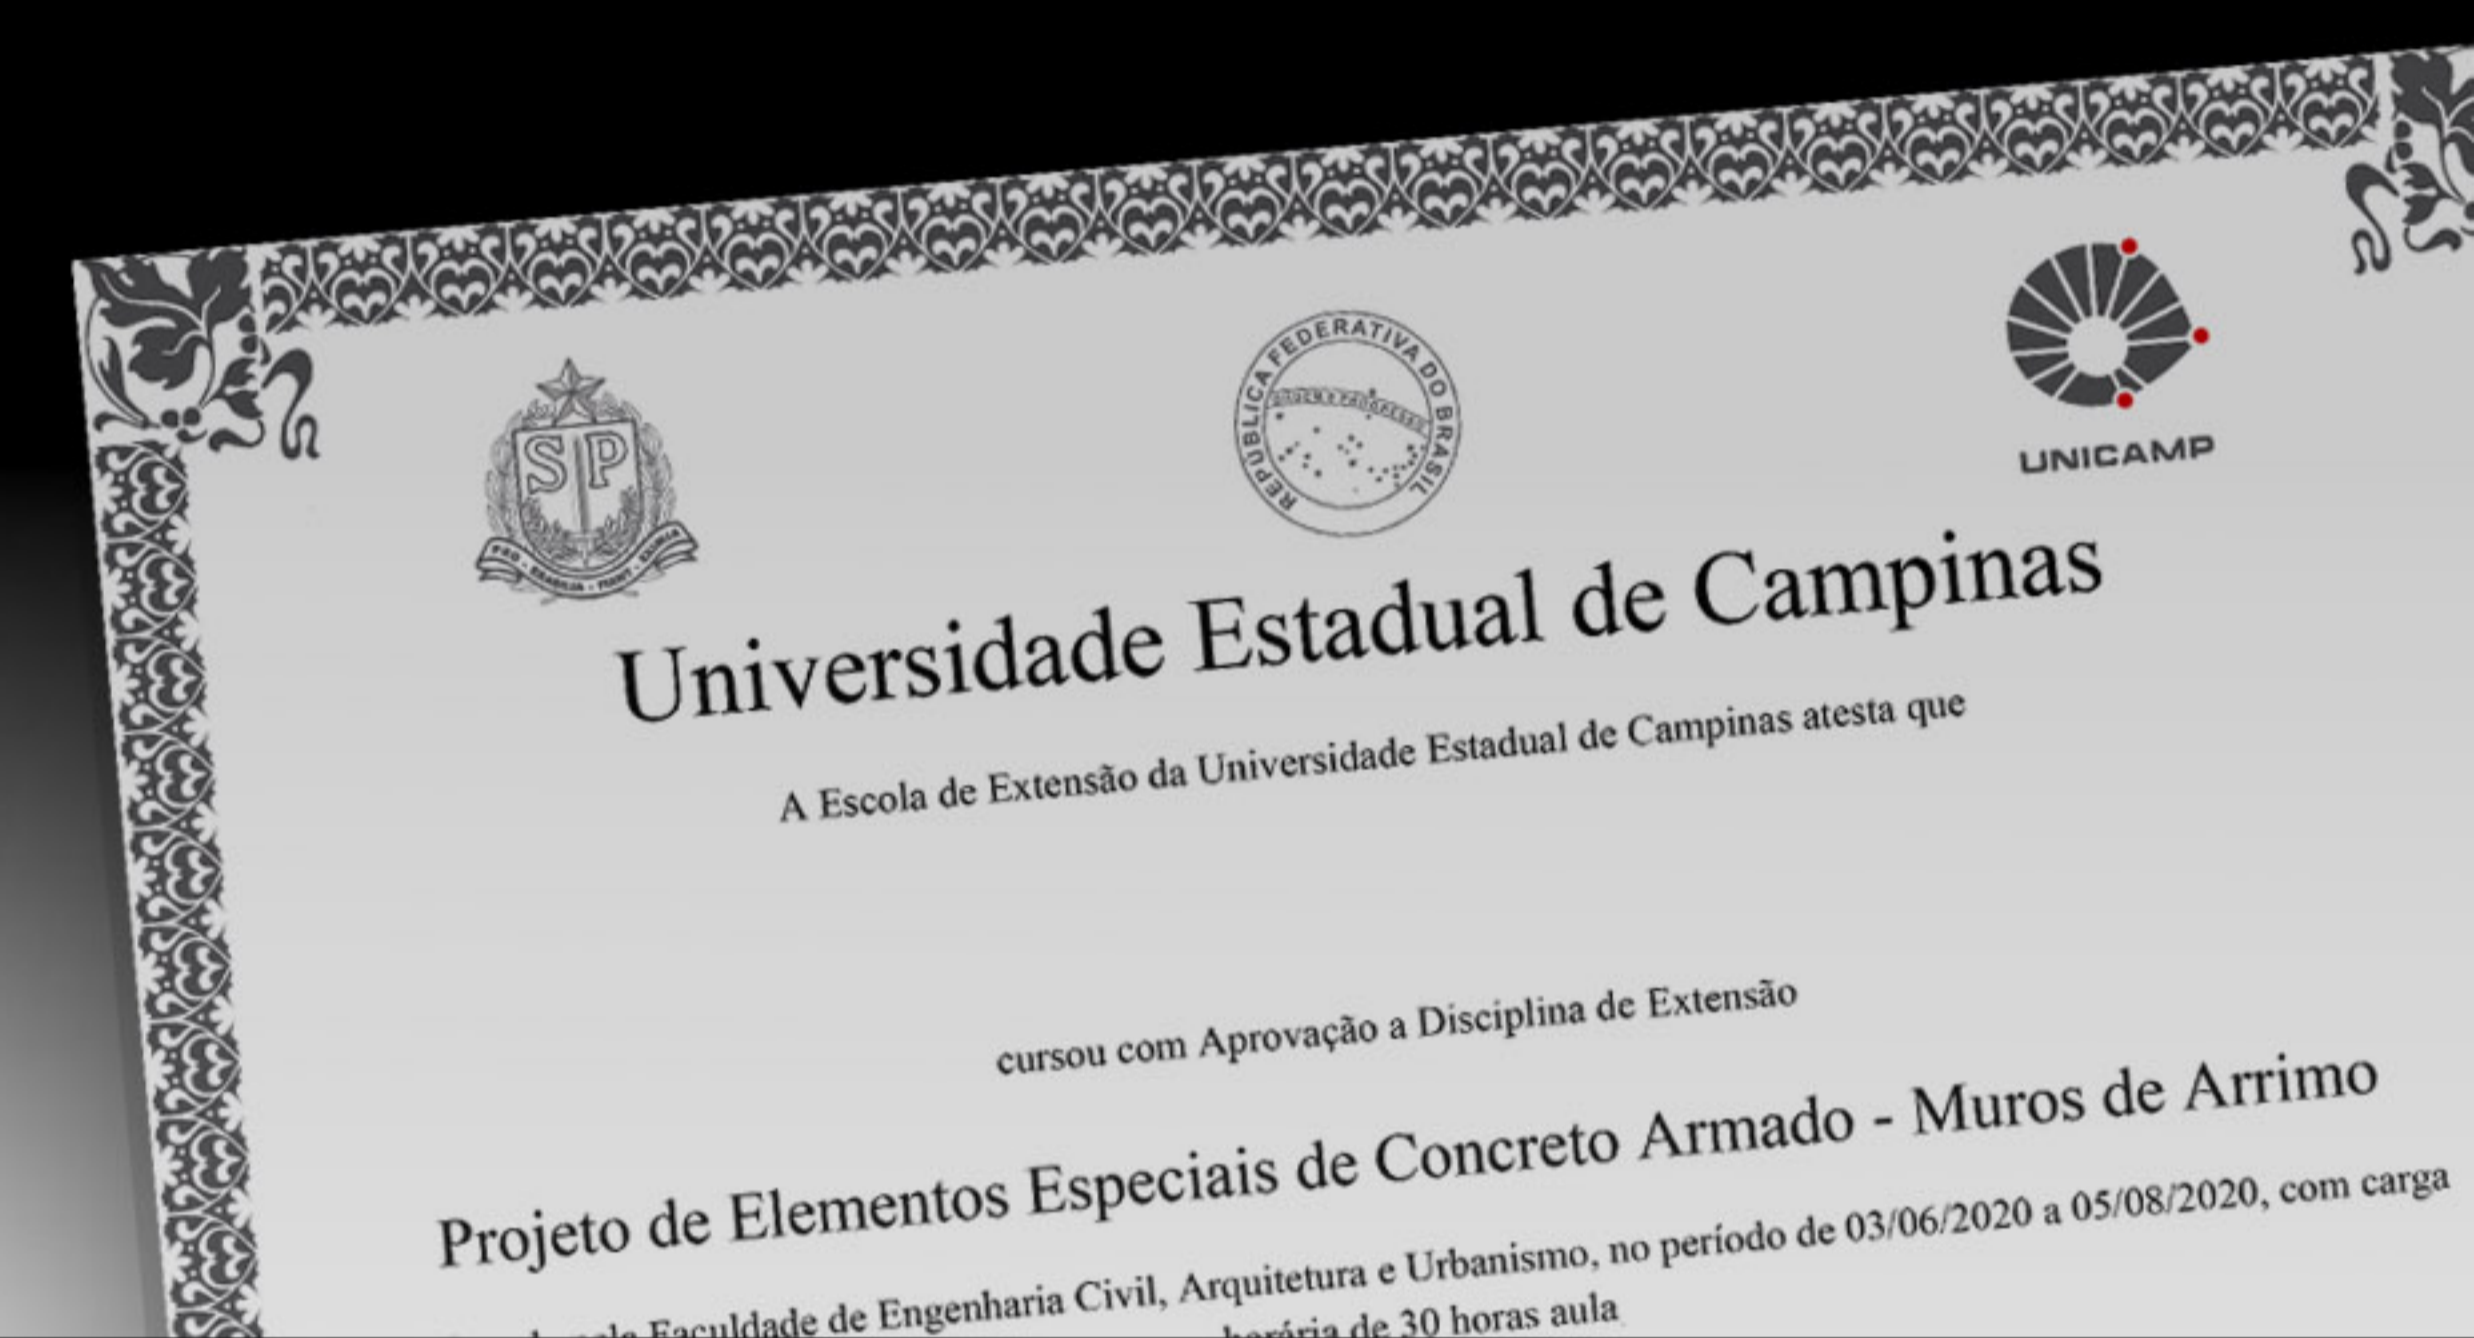 SP
REPÚBLICA FEDERATIVA DO BRASIL
UNICAMP
Universidade Estadual de Campinas
A Escola de Extensão da Universidade Estadual de Campinas atesta que
cursou com Aprovação a Disciplina de Extensão
Projeto de Elementos Especiais de Concreto Armado - Muros de Arrimo
Faculdade de Engenharia Civil, Arquitetura e Urbanismo, no período de 03/06/2020 a 05/08/2020, com carga
horária de 30 horas aula